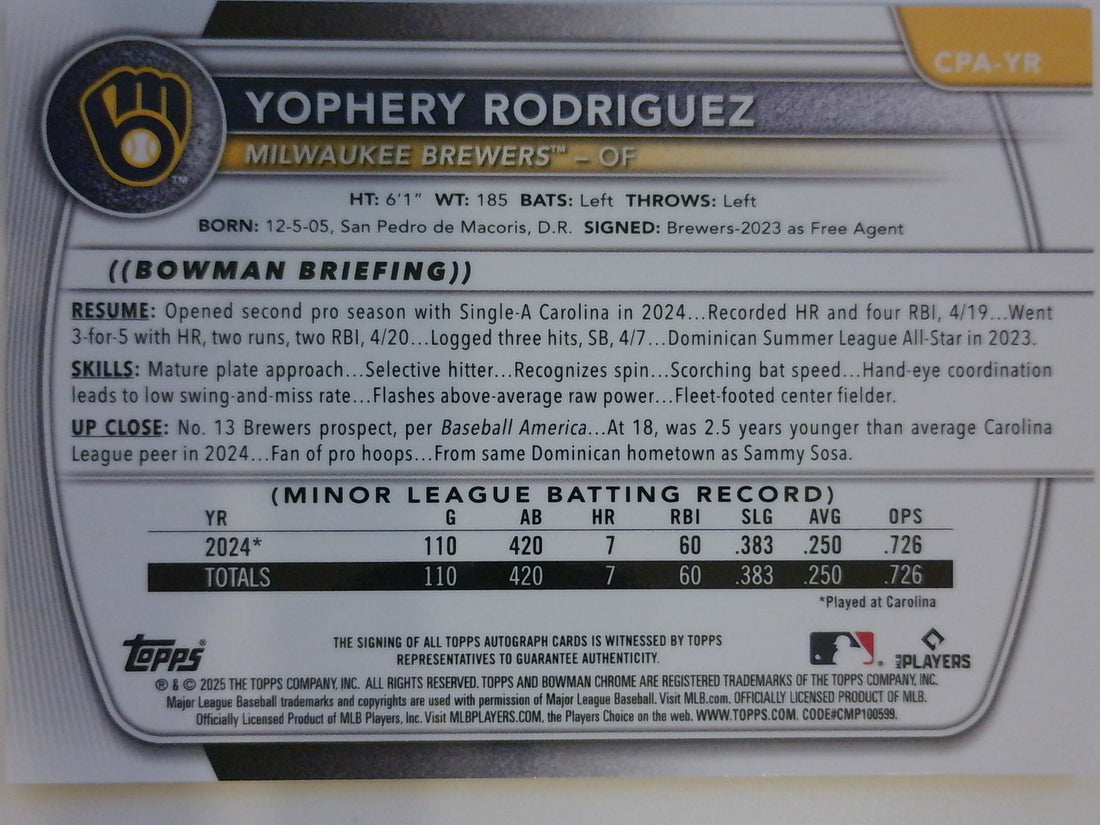 CPA-YR
YOPHERY RODRIGUEZ
MILWAUKEE BREWERS™ – OF
TM
HT: 6'1" WT: 185 BATS: Left THROWS: Left
BORN: 12-5-05, San Pedro de Macoris, D.R. SIGNED: Brewers-2023 as Free Agent
((BOWMAN BRIEFING))
RESUME: Opened second pro season with Single-A Carolina in 2024...Recorded HR and four RBI, 4/19...Went
3-for-5 with HR, two runs, two RBI, 4/20...Logged three hits, SB, 4/7...Dominican Summer League All-Star in 2023.
SKILLS: Mature plate approach...Selective hitter...Recognizes spin...Scorching bat speed...Hand-eye coordination
leads to low swing-and-miss rate...Flashes above-average raw power...Fleet-footed center fielder.
UP CLOSE: No. 13 Brewers prospect, per Baseball America...At 18, was 2.5 years younger than average Carolina
League peer in 2024...Fan of pro hoops...From same Dominican hometown as Sammy Sosa.
(MINOR LEAGUE BATTING RECORD)
YR G AB HR RBI SLG AVG OPS
2024* 110 420 7 60 .383 .250 .726
TOTALS 110 420 7 60 .383 .250 .726
*Played at Carolina
Topps®
THE SIGNING OF ALL TOPPS AUTOGRAPH CARDS IS WITNESSED BY TOPPS
REPRESENTATIVES TO GUARANTEE AUTHENTICITY.
MLB PLAYERS
® & © 2025 THE TOPPS COMPANY, INC. ALL RIGHTS RESERVED. TOPPS AND BOWMAN CHROME ARE REGISTERED TRADEMARKS OF THE TOPPS COMPANY, INC.
Major League Baseball trademarks and copyrights are used with permission of Major League Baseball. Visit MLB.com. OFFICIALLY LICENSED PRODUCT OF MLB.
Officially Licensed Product of MLB Players, Inc. Visit MLBPLAYERS.COM, the Players Choice on the web. WWW.TOPPS.COM. CODE#CMP100599.